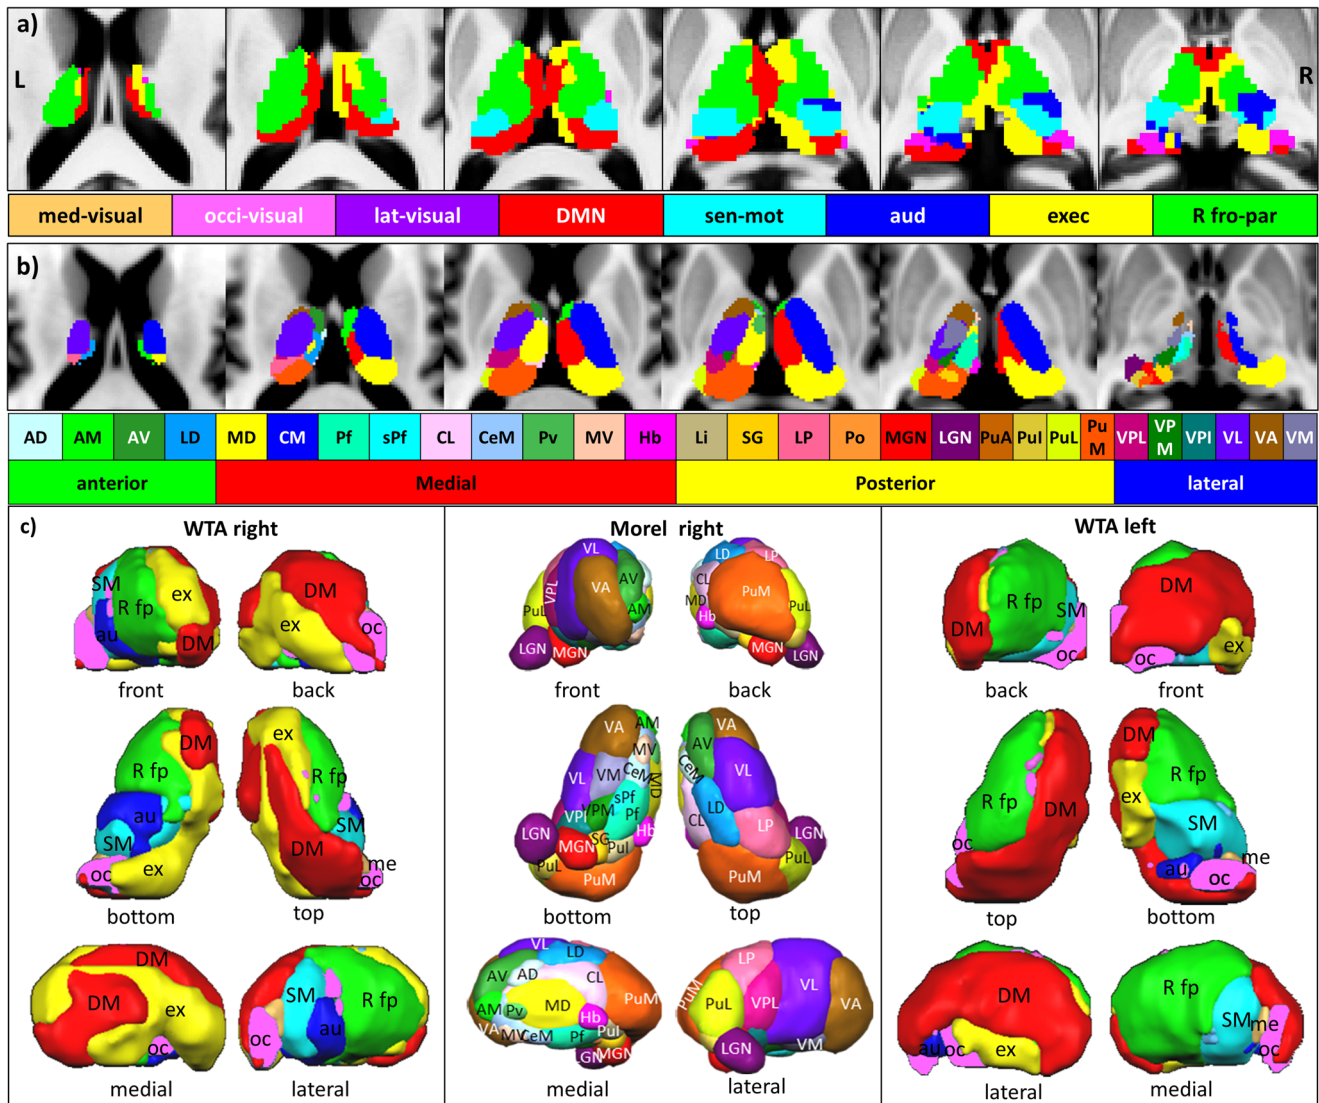 a)
L
R
med-visual occi-visual lat-visual DMN sen-mot aud exec R fro-par
b)
AD AM AV LD MD CM Pf sPf CL CeM Pv MV Hb Li SG LP Po MGN LGN PuA PuI PuL Pu M VPL VP M VPI VL VA VM
anterior Medial Posterior lateral
c)
WTA right
SM R fp ex au DM
front
DM ex oc
back
DM R fp au SM oc ex
bottom
ex R fp SM DM me oc
top
DM DM ex oc
medial
SM R fp au oc
lateral
Morel right
VL VPL VA AV AM PuL LGN MGN
front
LD LP CL MD PuM Hb PuL MGN LGN
back
VA AM MV VL VM CeM MD sPf VPM VPI Pf LGN SG Hb MGN PuI PuL PuM
bottom
VA AV CeM VL LD CL LP LGN PuL PuM
top
VL LD AV AD CL PuM MD AM Pv Hb VA MV CeM Pf PuI LGN MGN
medial
LP VL PuM PuL VPL VA LGN VM
lateral
WTA left
R fp SM DM oc
back
DM oc ex
front
R fp DM oc
top
DM R fp ex SM au me oc
bottom
DM au oc ex
lateral
R fp SM me oc
medial